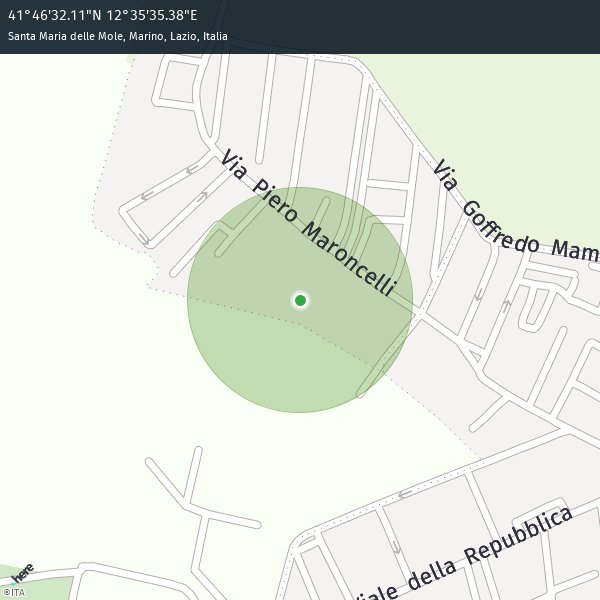 41°46'32.11"N 12°35'35.38"E
Santa Maria delle Mole, Marino, Lazio, Italia
Via Piero Maroncelli
Via Goffredo Mam
Viale della Repubblica
here
©ITA